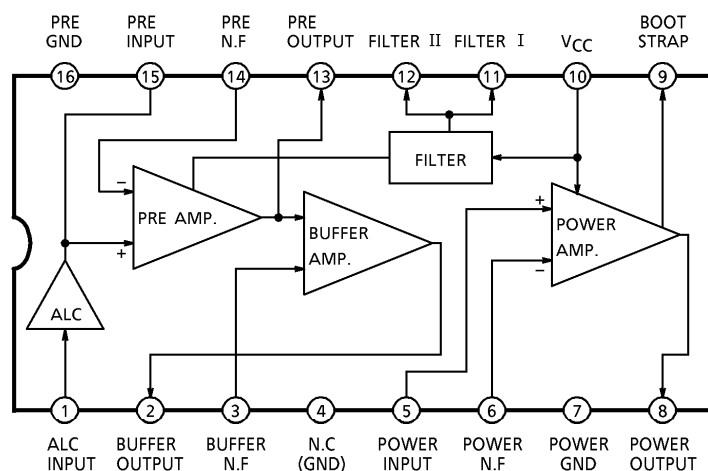 PRE GND
PRE INPUT
PRE N.F
PRE OUTPUT
FILTER II
FILTER I
VCC
BOOT STRAP
16
15
14
13
12
11
10
9
FILTER
−
+
PRE AMP.
BUFFER AMP.
+
−
POWER AMP.
ALC
1
2
3
4
5
6
7
8
ALC INPUT
BUFFER OUTPUT
BUFFER N.F
N.C (GND)
POWER INPUT
POWER N.F
POWER GND
POWER OUTPUT